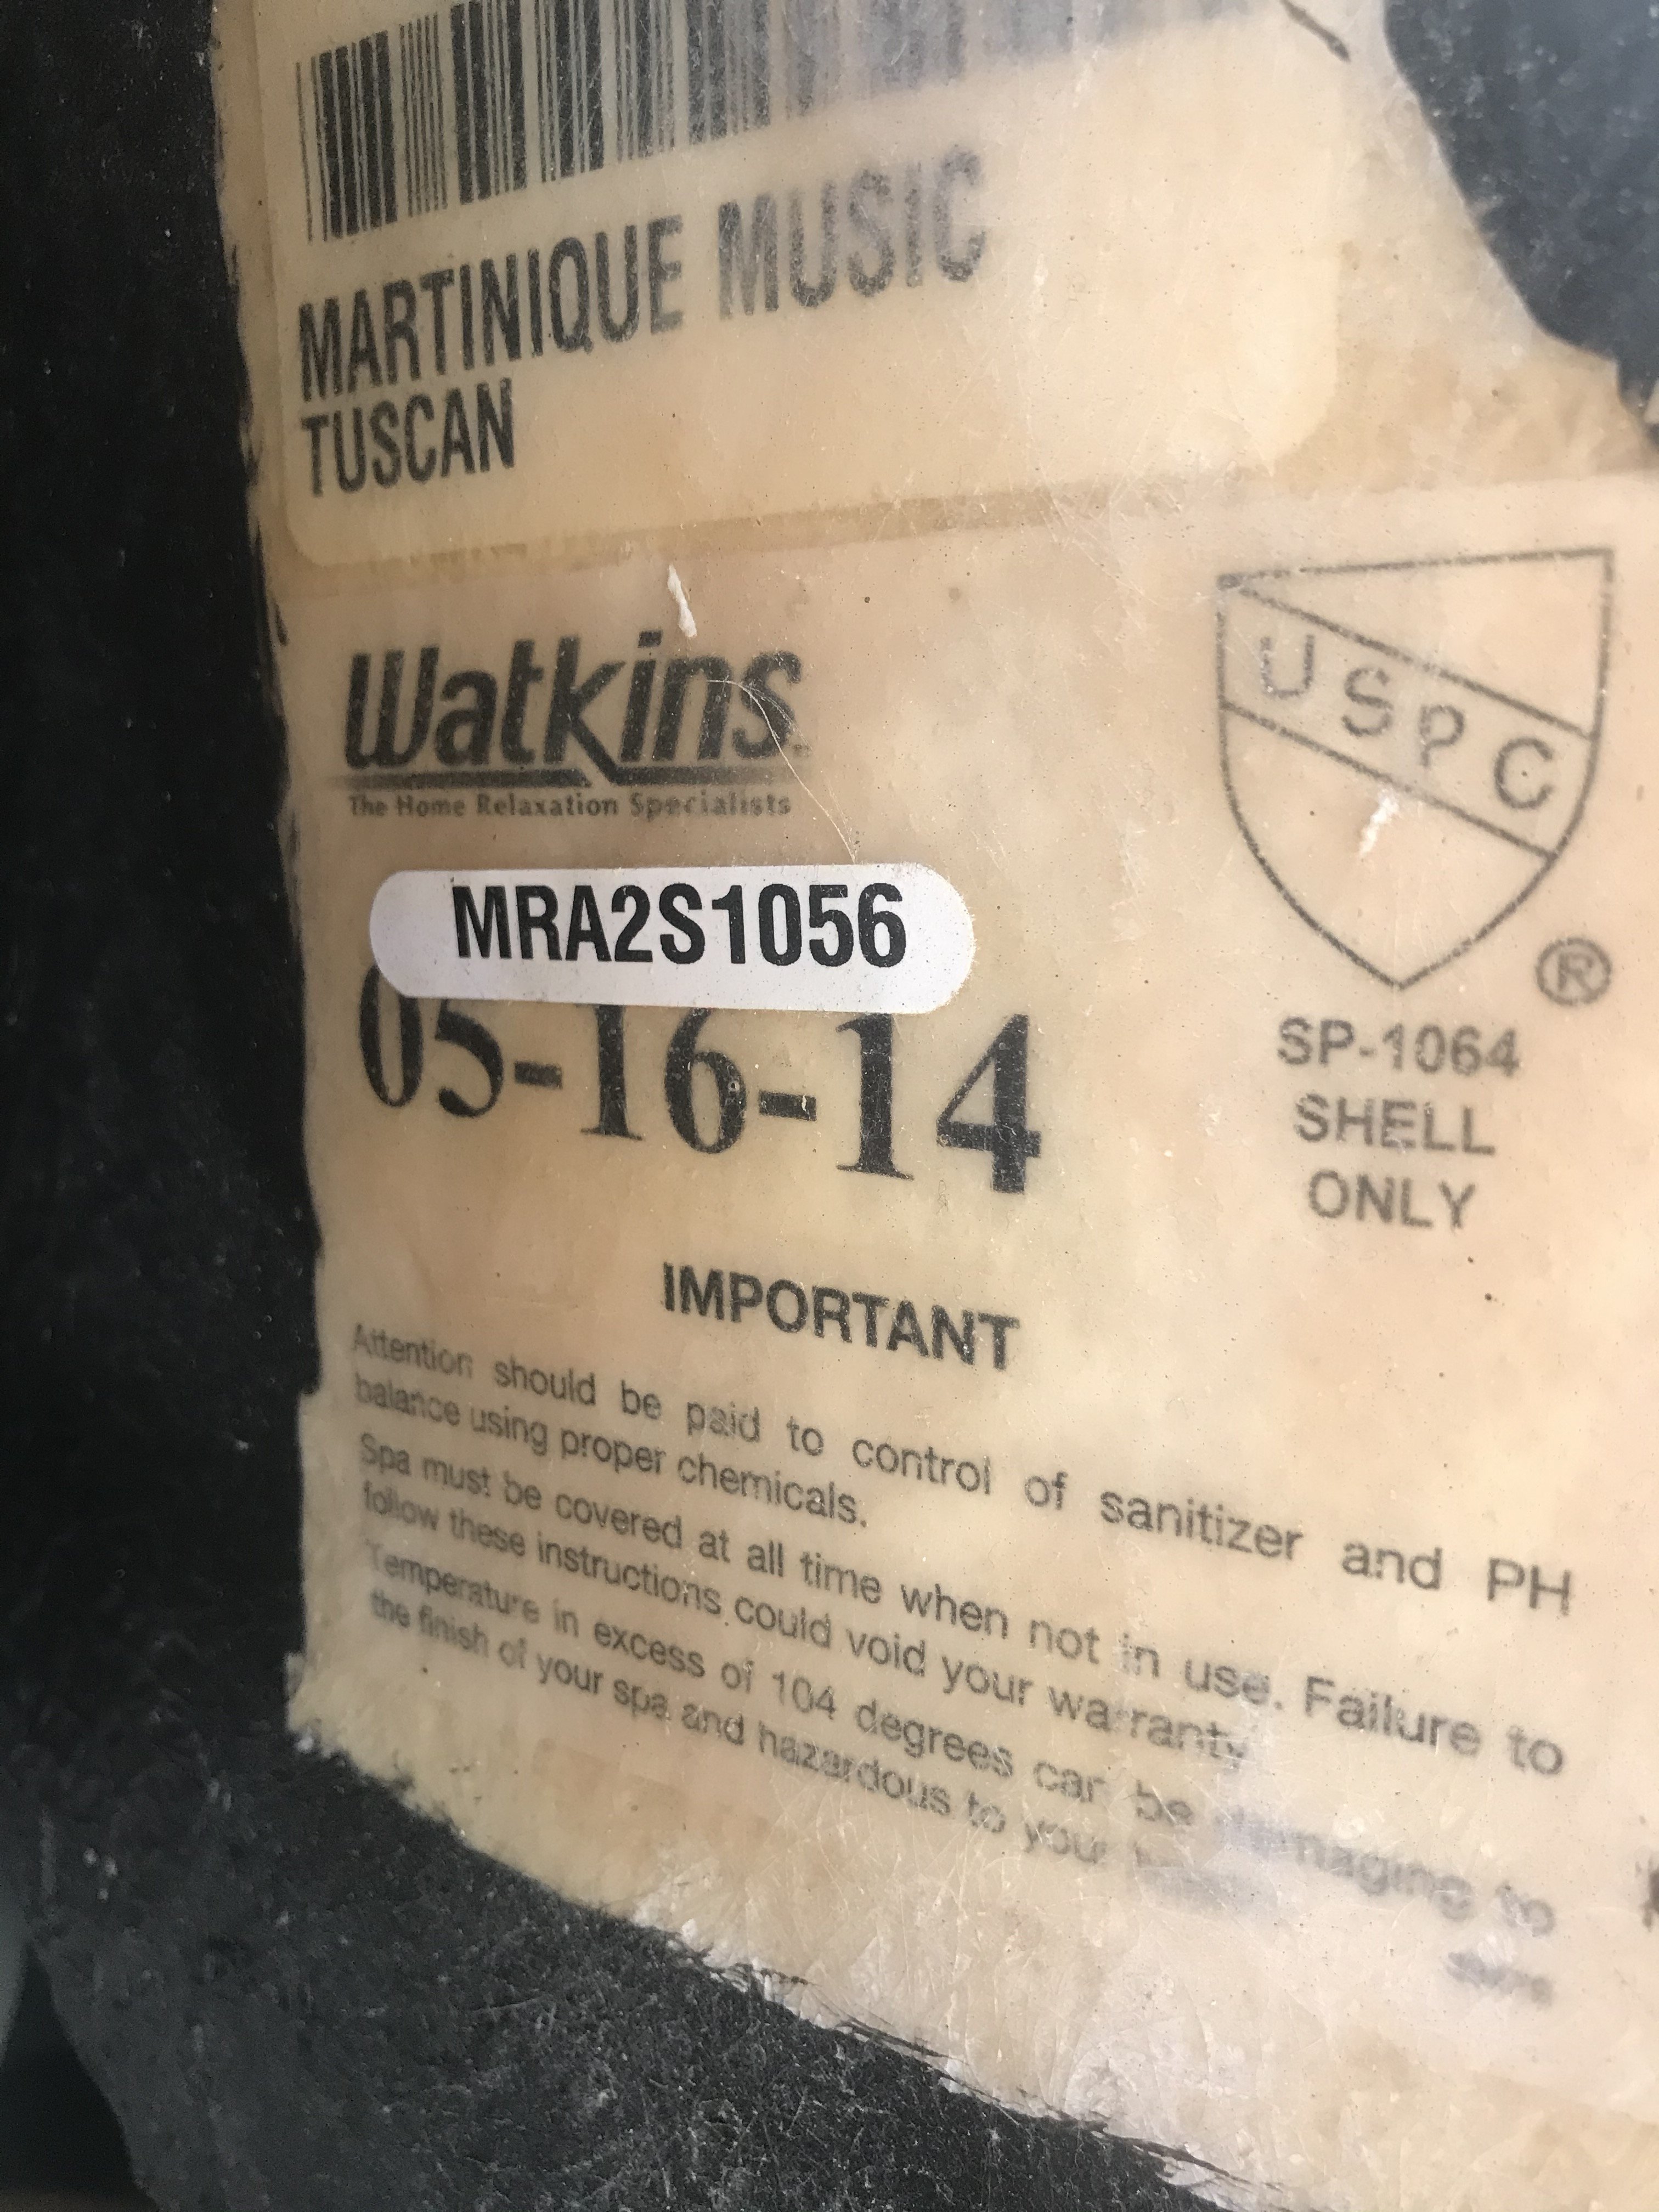 MARTINIQUE MUSIC
TUSCAN
Watkins
The Home Relaxation Specialists
USPC
®
MRA2S1056
05-16-14
SP-1064
SHELL
ONLY
IMPORTANT
Attention should be paid to control of sanitizer and PH
balance using proper chemicals.
Spa must be covered at all time when not in use. Failure to
follow these instructions could void your warranty
Temperature in excess of 104 degrees can be damaging to
the finish of your spa and hazardous to your